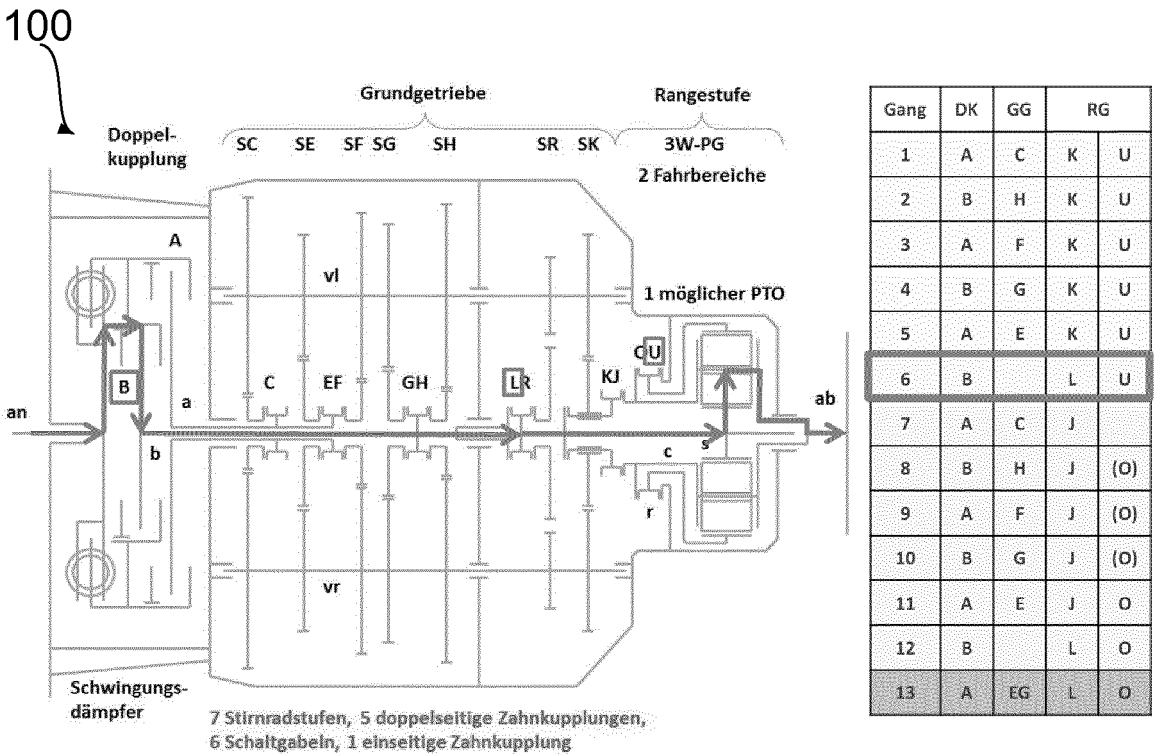 100
Grundgetriebe
Rangestufe
Doppel-
kupplung
SC SE SF SG SH SR SK 3W-PG
2 Fahrbereiche
A
vl
1 möglicher PTO
U
KJ
C EF GH LR
B
an a ab
b c s
r
vr
Schwingungs-
dämpfer
7 Stirnradstufen, 5 doppelseitige Zahnkupplungen,
6 Schaltgabeln, 1 einseitige Zahnkupplung
Gang DK GG RG
1 A C K U
2 B H K U
3 A F K U
4 B G K U
5 A E K U
6 B L U
7 A C J
8 B H J (O)
9 A F J (O)
10 B G J (O)
11 A E J O
12 B L O
13 A EG L O